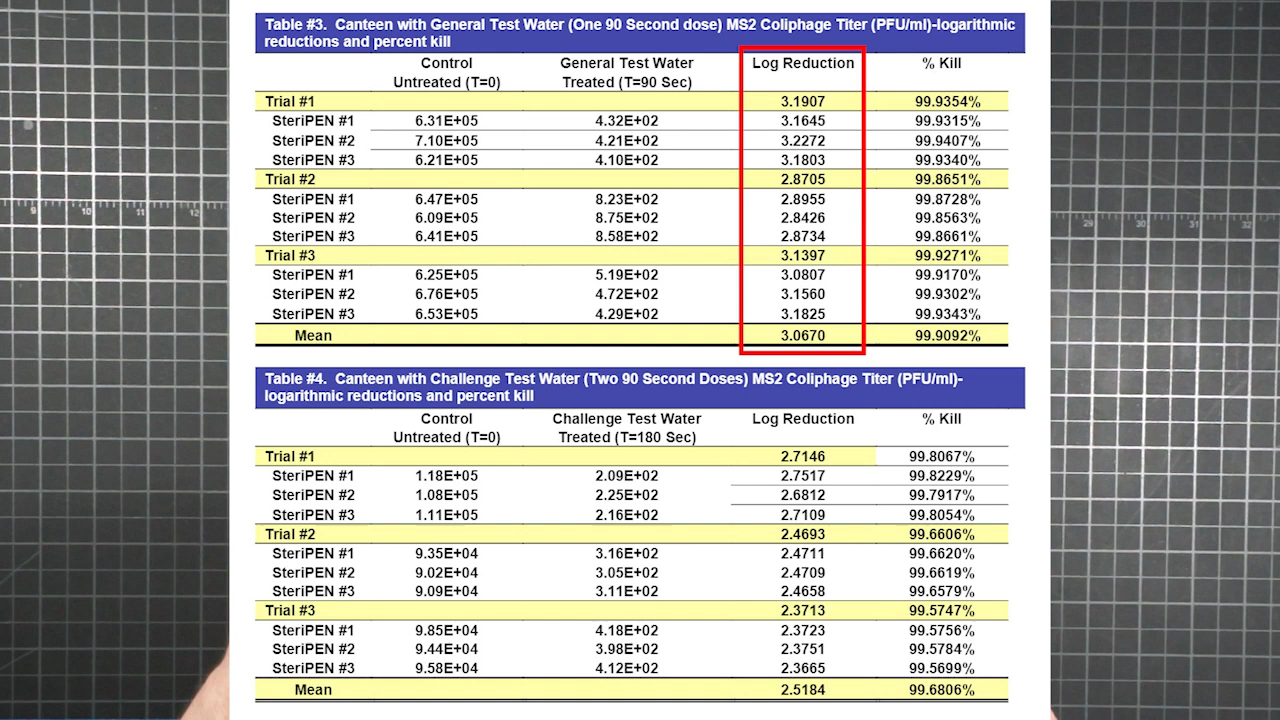 Table #3. Canteen with General Test Water (One 90 Second dose) MS2 Coliphage Titer (PFU/ml)-logarithmic
reductions and percent kill
Control General Test Water Log Reduction % Kill
Untreated (T=0) Treated (T=90 Sec)
Trial #1 3.1907 99.9354%
SteriPEN #1 6.31E+05 4.32E+02 3.1645 99.9315%
SteriPEN #2 7.10E+05 4.21E+02 3.2272 99.9407%
SteriPEN #3 6.21E+05 4.10E+02 3.1803 99.9340%
Trial #2 2.8705 99.8651%
SteriPEN #1 6.47E+05 8.23E+02 2.8955 99.8728%
SteriPEN #2 6.09E+05 8.75E+02 2.8426 99.8563%
SteriPEN #3 6.41E+05 8.58E+02 2.8734 99.8661%
Trial #3 3.1397 99.9271%
SteriPEN #1 6.25E+05 5.19E+02 3.0807 99.9170%
SteriPEN #2 6.76E+05 4.72E+02 3.1560 99.9302%
SteriPEN #3 6.53E+05 4.29E+02 3.1825 99.9343%
Mean 3.0670 99.9092%
Table #4. Canteen with Challenge Test Water (Two 90 Second Doses) MS2 Coliphage Titer (PFU/ml)-
logarithmic reductions and percent kill
Control Challenge Test Water Log Reduction % Kill
Untreated (T=0) Treated (T=180 Sec)
Trial #1 2.7146 99.8067%
SteriPEN #1 1.18E+05 2.09E+02 2.7517 99.8229%
SteriPEN #2 1.08E+05 2.25E+02 2.6812 99.7917%
SteriPEN #3 1.11E+05 2.16E+02 2.7109 99.8054%
Trial #2 2.4693 99.6606%
SteriPEN #1 9.35E+04 3.16E+02 2.4711 99.6620%
SteriPEN #2 9.02E+04 3.05E+02 2.4709 99.6619%
SteriPEN #3 9.09E+04 3.11E+02 2.4658 99.6579%
Trial #3 2.3713 99.5747%
SteriPEN #1 9.85E+04 4.18E+02 2.3723 99.5756%
SteriPEN #2 9.44E+04 3.98E+02 2.3751 99.5784%
SteriPEN #3 9.58E+04 4.12E+02 2.3665 99.5699%
Mean 2.5184 99.6806%
9 10 11 12
29 30 31 32